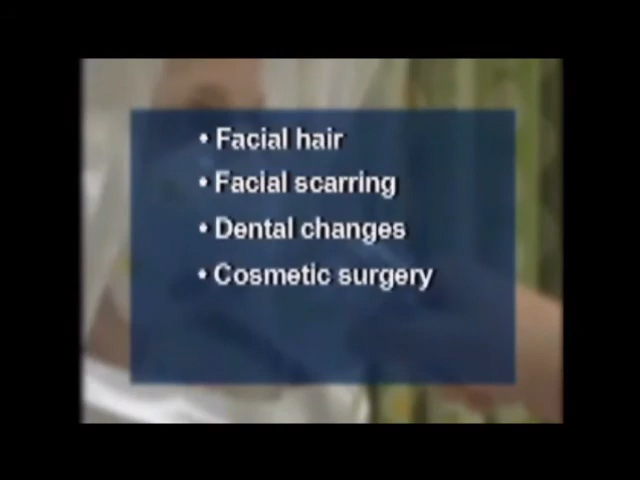 • Facial hair
• Facial scarring
• Dental changes
• Cosmetic surgery